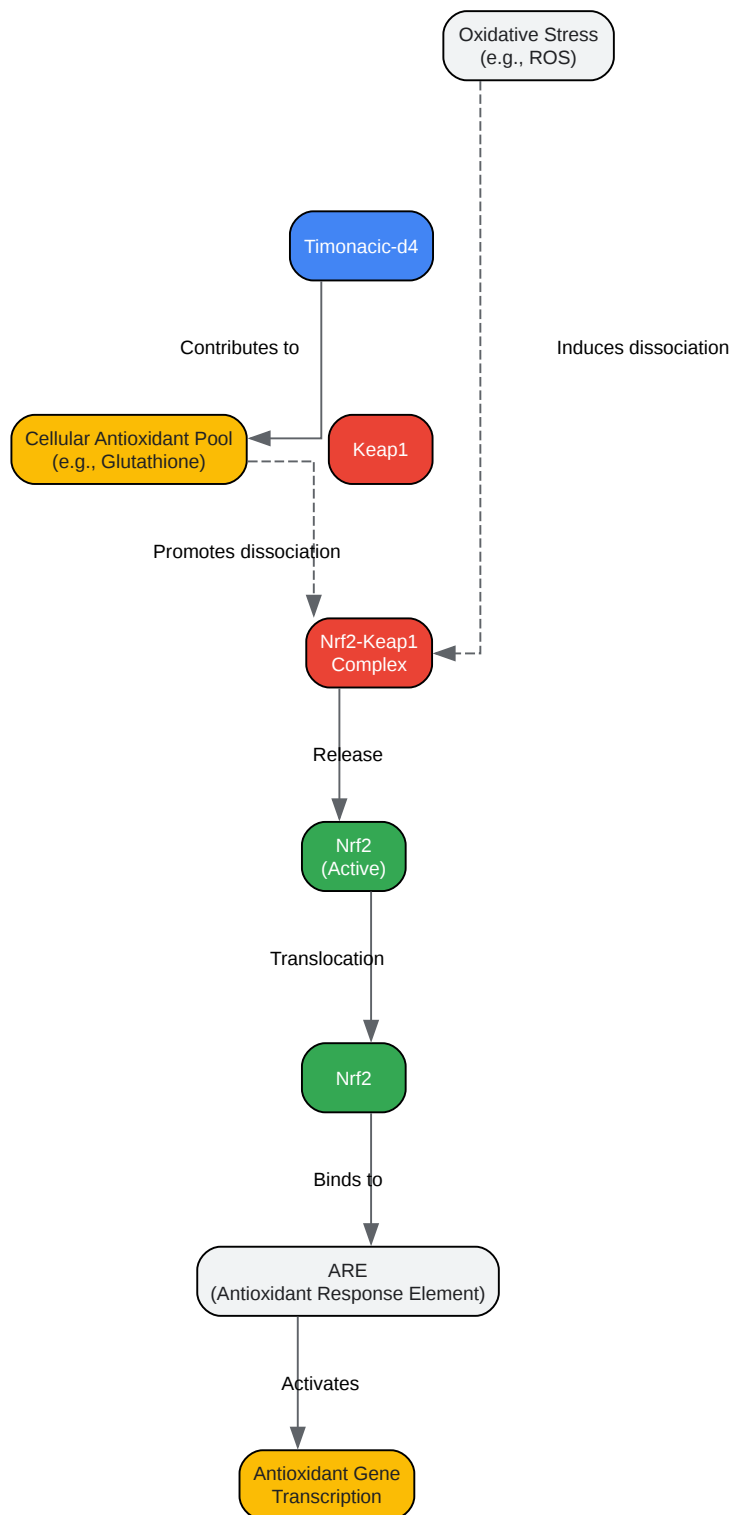 Oxidative Stress
(e.g., ROS)
Timonacic-d4
Contributes to
Induces dissociation
Cellular Antioxidant Pool
(e.g., Glutathione)
Keap1
Promotes dissociation
Nrf2-Keap1
Complex
Release
Nrf2
(Active)
Translocation
Nrf2
Binds to
ARE
(Antioxidant Response Element)
Activates
Antioxidant Gene
Transcription